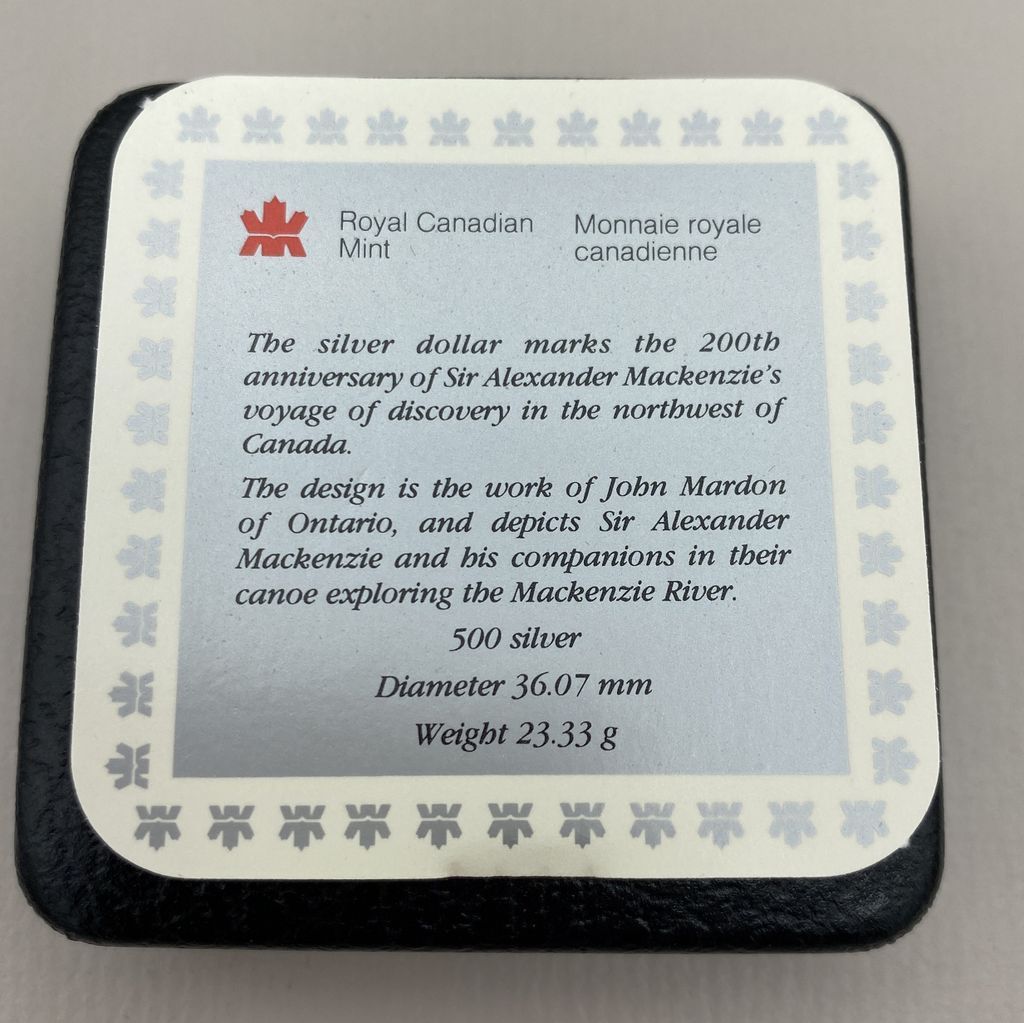 Royal Canadian Mint
Monnaie royale canadienne
The silver dollar marks the 200th
anniversary of Sir Alexander Mackenzie's
voyage of discovery in the northwest of
Canada.
The design is the work of John Mardon
of Ontario, and depicts Sir Alexander
Mackenzie and his companions in their
canoe exploring the Mackenzie River.
500 silver
Diameter 36.07 mm
Weight 23.33 g